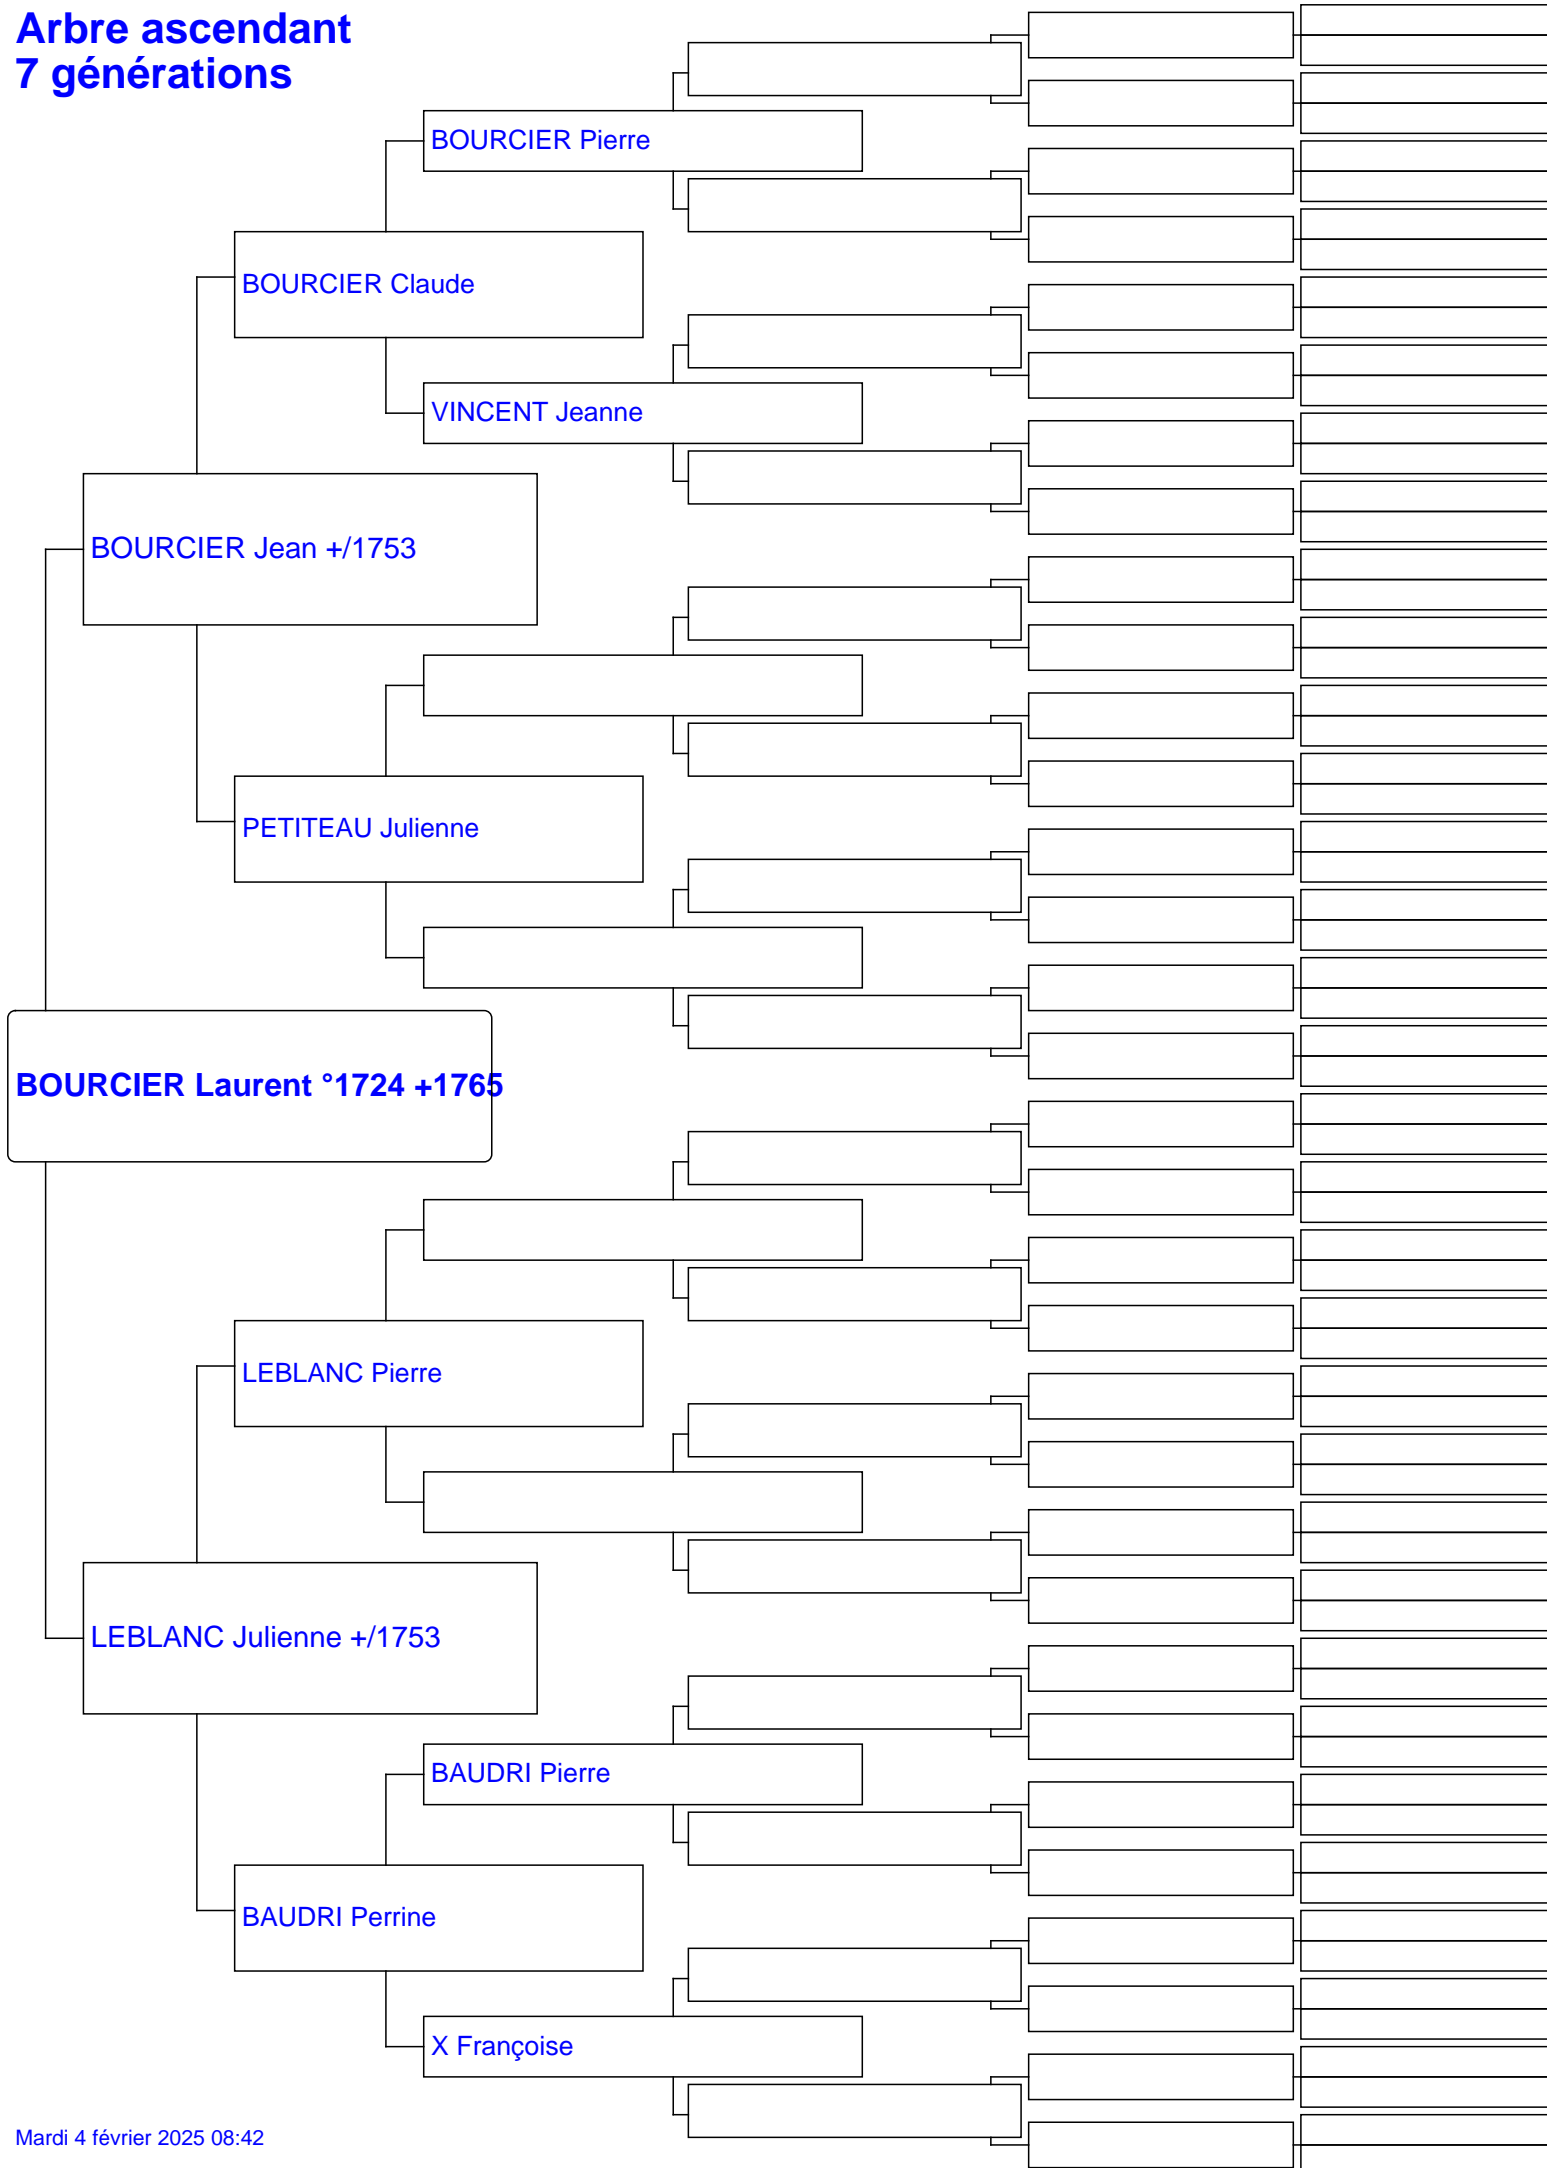 Arbre ascendant
7 générations
BOURCIER Pierre
BOURCIER Claude
VINCENT Jeanne
BOURCIER Jean +/1753
PETITEAU Julienne
BOURCIER Laurent °1724 +1765
LEBLANC Pierre
LEBLANC Julienne +/1753
BAUDRI Pierre
BAUDRI Perrine
X Françoise
Mardi 4 février 2025 08:42